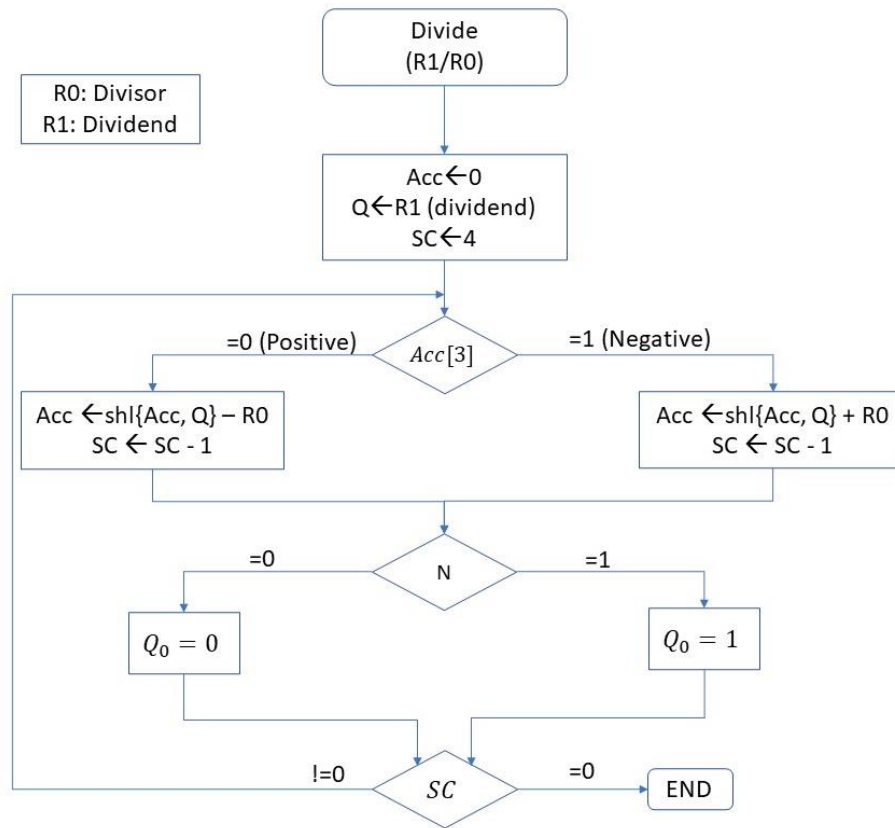 Divide
(R1/R0)
R0: Divisor
R1: Dividend
Acc←0
Q←R1 (dividend)
SC←4
=0 (Positive)
Acc[3]
=1 (Negative)
Acc ←shl{Acc, Q} – R0
SC ← SC - 1
Acc ←shl{Acc, Q} + R0
SC ← SC - 1
=0
N
=1
Q₀ = 0
Q₀ = 1
!=0
SC
=0
END